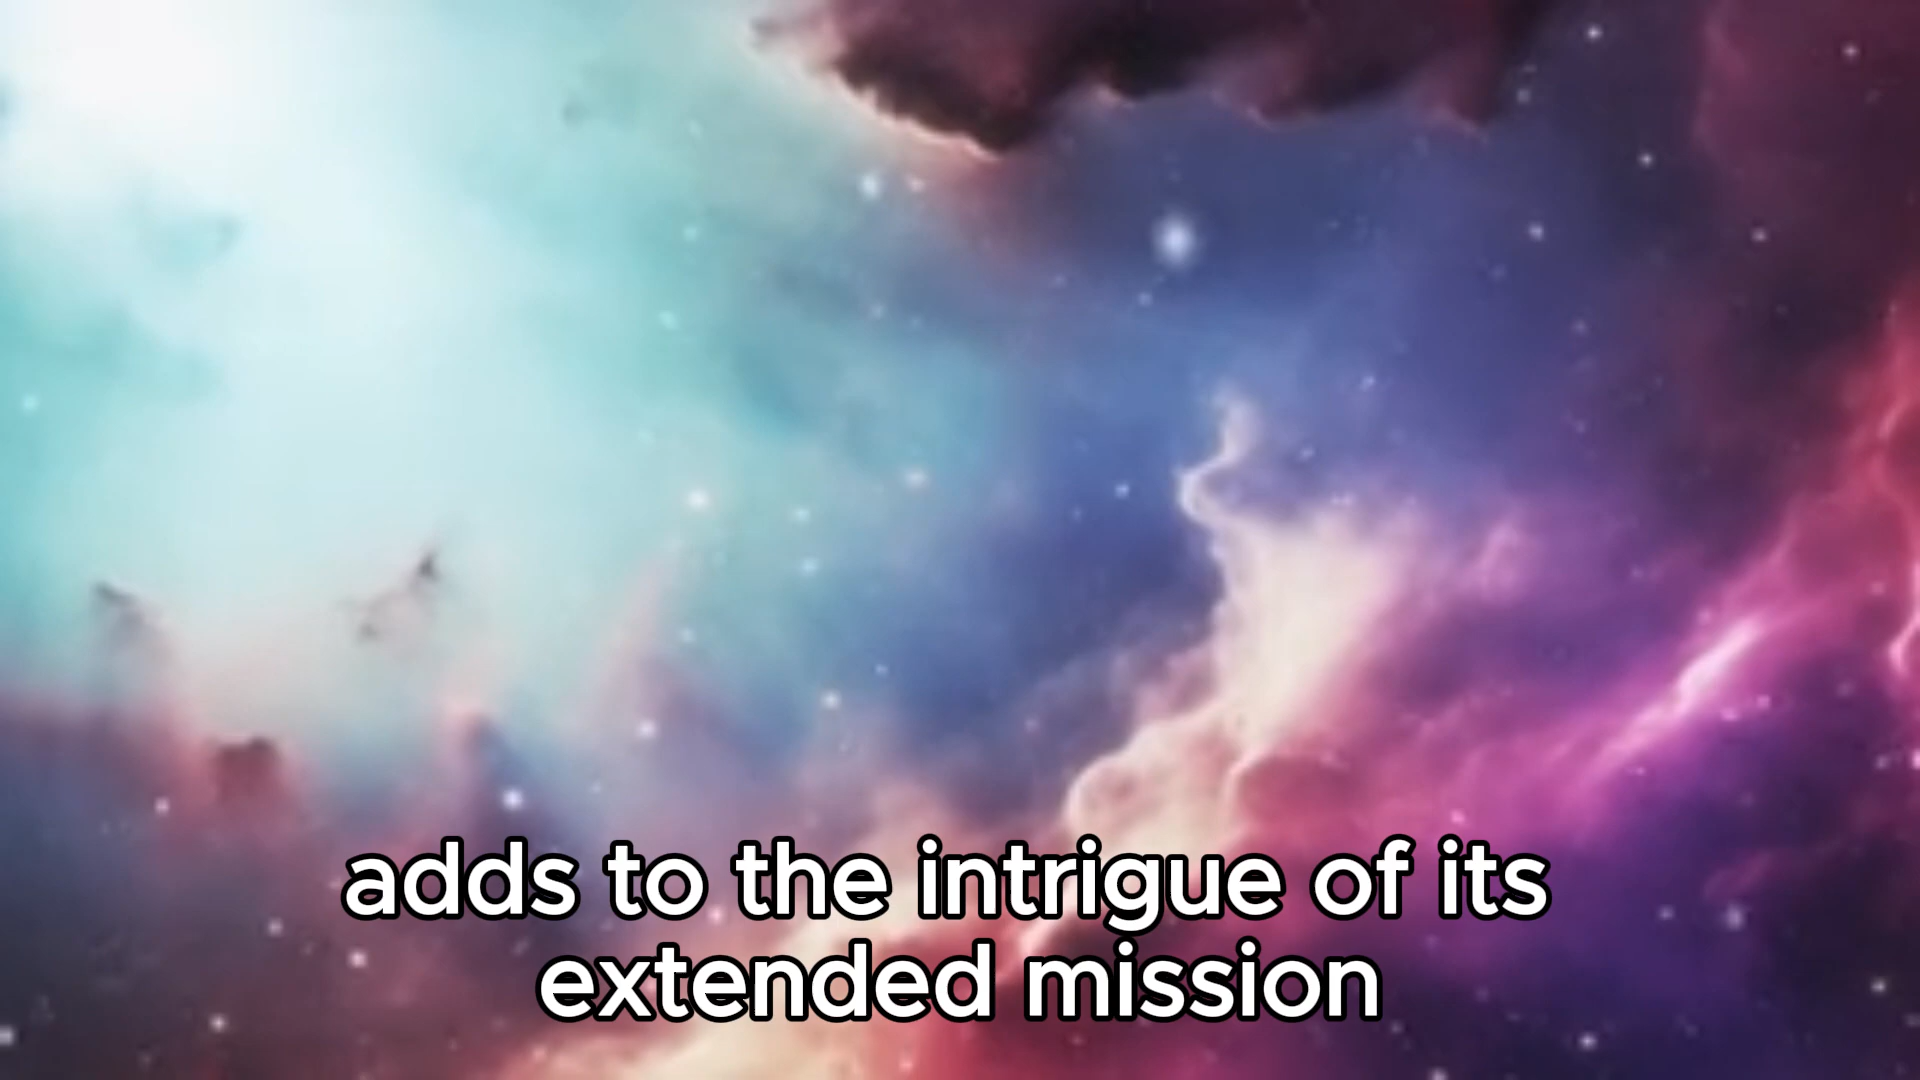 adds to the intrigue of its
extended mission